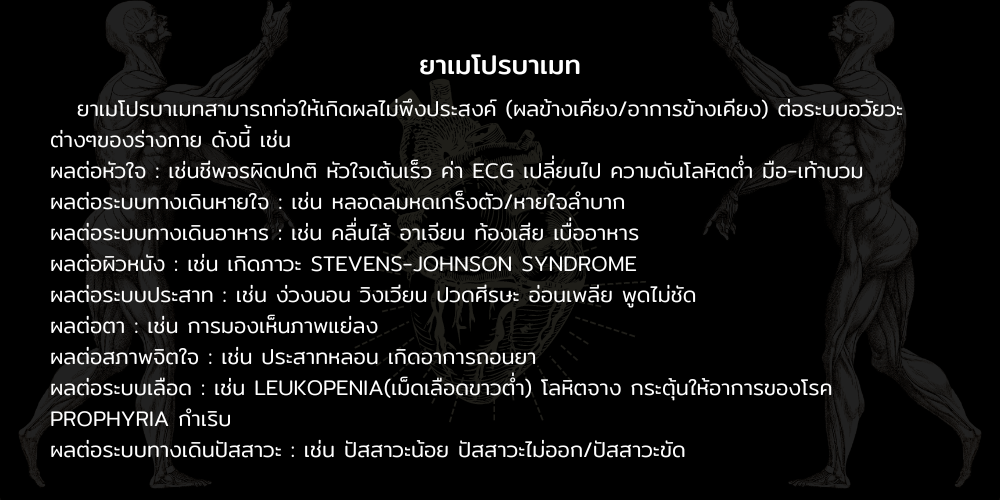 ยาเมโปรบาเมท
ยาเมโปรบาเมทสามารถก่อให้เกิดผลไม่พึงประสงค์ (ผลข้างเคียง/อาการข้างเคียง) ต่อระบบอวัยวะ
ต่างๆของร่างกาย ดังนี้ เช่น
ผลต่อหัวใจ : เช่นชีพจรผิดปกติ หัวใจเต้นเร็ว ค่า ECG เปลี่ยนไป ความดันโลหิตต่ำ มือ-เท้าบวม
ผลต่อระบบทางเดินหายใจ : เช่น หลอดลมหดเกร็งตัว/หายใจลำบาก
ผลต่อระบบทางเดินอาหาร : เช่น คลื่นไส้ อาเจียน ท้องเสีย เบื่ออาหาร
ผลต่อผิวหนัง : เช่น เกิดภาวะ STEVENS-JOHNSON SYNDROME
ผลต่อระบบประสาท : เช่น ง่วงนอน วิงเวียน ปวดศีรษะ อ่อนเพลีย พูดไม่ชัด
ผลต่อตา : เช่น การมองเห็นภาพแย่ลง
ผลต่อสภาพจิตใจ : เช่น ประสาทหลอน เกิดอาการถอนยา
ผลต่อระบบเลือด : เช่น LEUKOPENIA(เม็ดเลือดขาวต่ำ) โลหิตจาง กระตุ้นให้อาการของโรค
PROPHYRIA กำเริบ
ผลต่อระบบทางเดินปัสสาวะ : เช่น ปัสสาวะน้อย ปัสสาวะไม่ออก/ปัสสาวะขัด